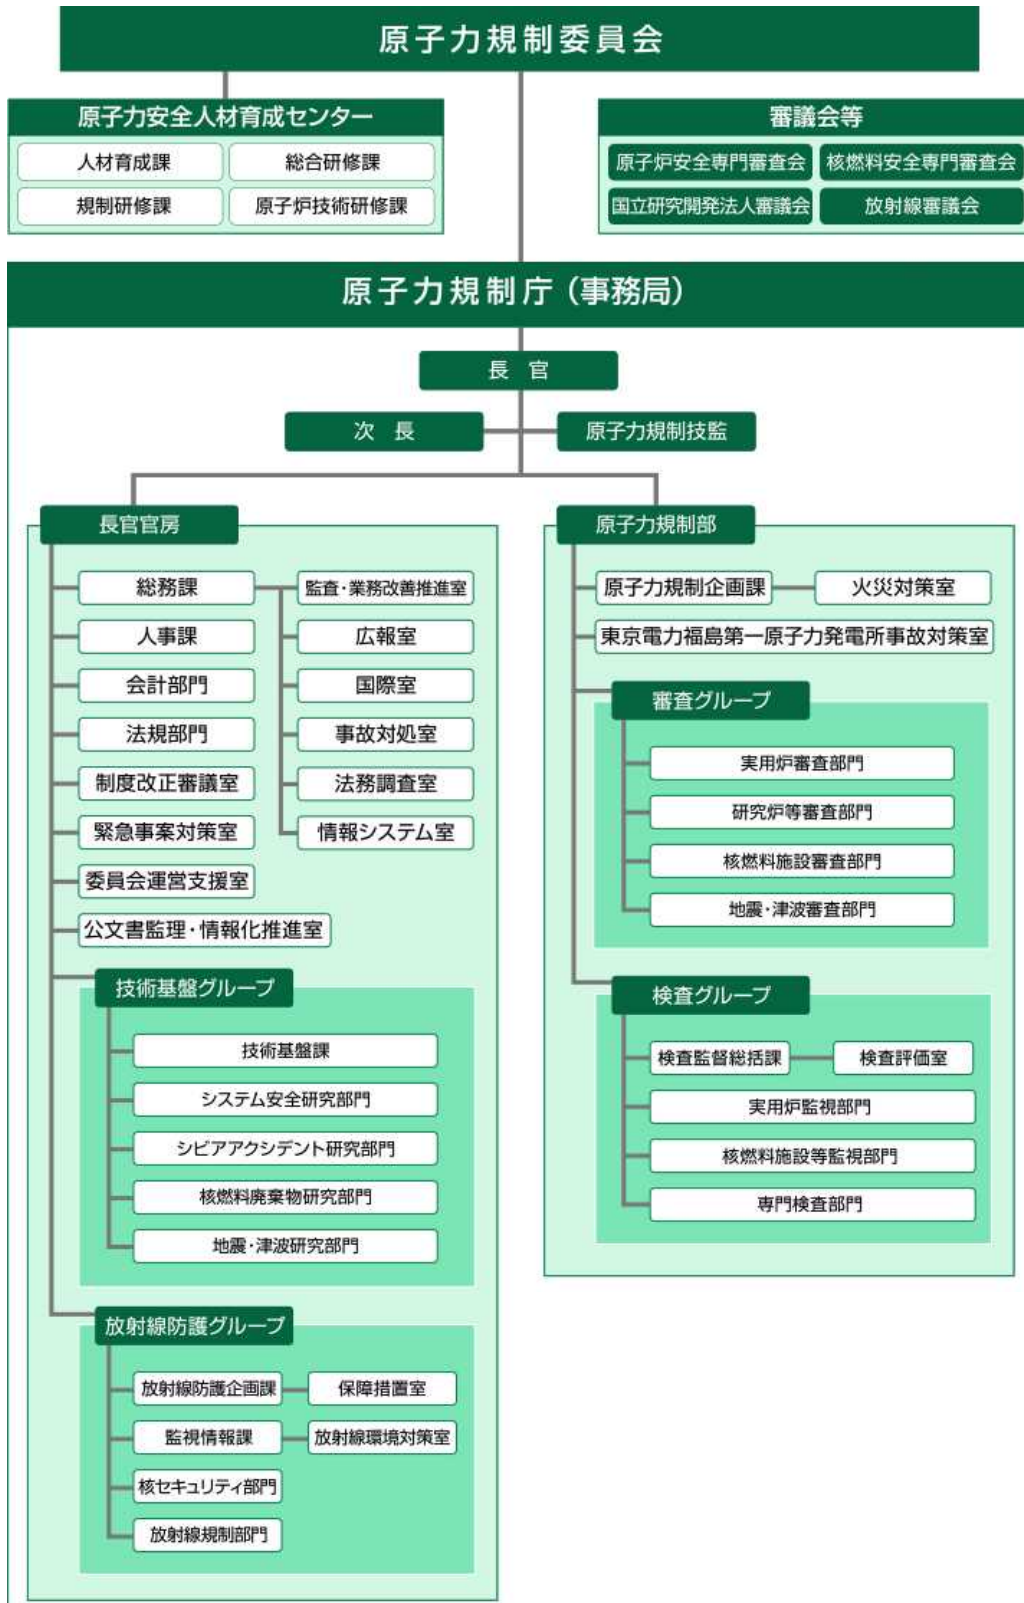 原子力規制委員会
原子力安全人材育成センター
人材育成課
総合研修課
規制研修課
原子炉技術研修課
審議会等
原子炉安全専門審査会
核燃料安全専門審査会
国立研究開発法人審議会
放射線審議会
原子力規制庁(事務局)
長官
次長
原子力規制技監
長官官房
総務課
監査・業務改善推進室
人事課
広報室
会計部門
国際室
法規部門
事故対処室
制度改正審議室
法務調査室
緊急事案対策室
情報システム室
委員会運営支援室
公文書監理・情報化推進室
技術基盤グループ
技術基盤課
システム安全研究部門
シビアアクシデント研究部門
核燃料廃棄物研究部門
地震・津波研究部門
放射線防護グループ
放射線防護企画課
保障措置室
監視情報課
放射線環境対策室
核セキュリティ部門
放射線規制部門
原子力規制部
原子力規制企画課
火災対策室
東京電力福島第一原子力発電所事故対策室
審査グループ
実用炉審査部門
研究炉等審査部門
核燃料施設審査部門
地震・津波審査部門
検査グループ
検査監督総括課
検査評価室
実用炉監視部門
核燃料施設等監視部門
専門検査部門